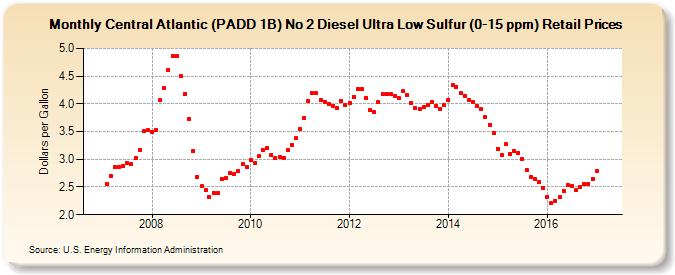 Monthly Central Atlantic (PADD 1B) No 2 Diesel Ultra Low Sulfur (0-15 ppm) Retail Prices
Dollars per Gallon
5.0
4.5
4.0
3.5
3.0
2.5
2.0
2008 2010 2012 2014 2016
Source: U.S. Energy Information Administration